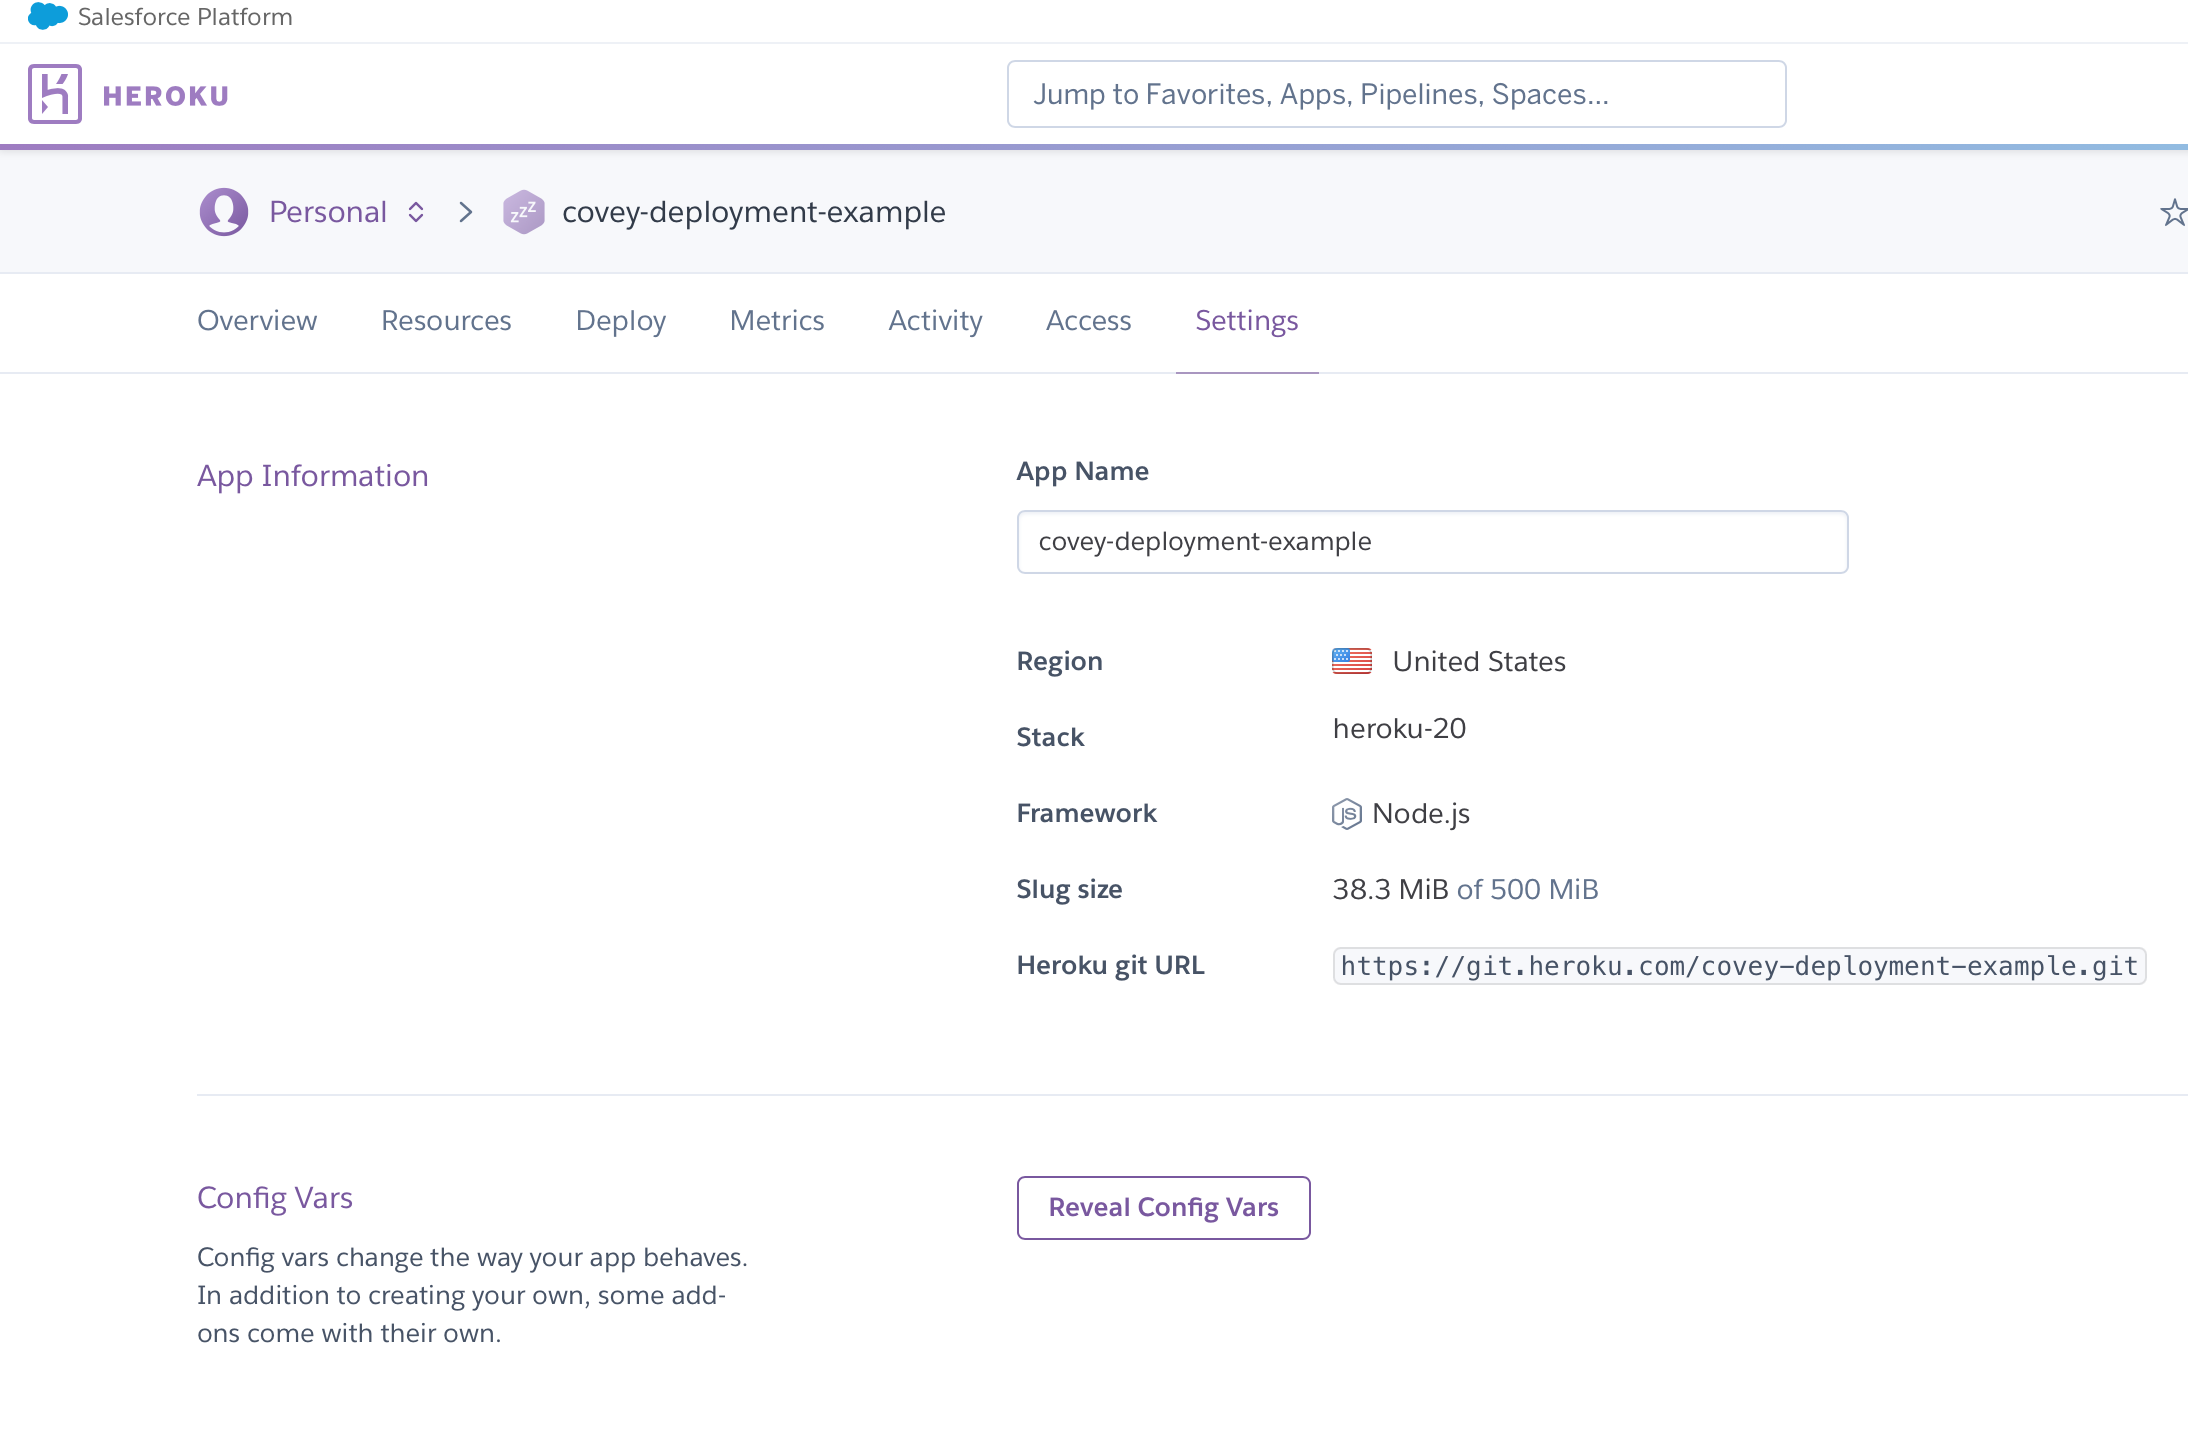 Salesforce Platform
HEROKU
Jump to Favorites, Apps, Pipelines, Spaces...
Personal
zzz
covey-deployment-example
Overview
Resources
Deploy
Metrics
Activity
Access
Settings
App Information
App Name
covey-deployment-example
Region
United States
Stack
heroku-20
Framework
JS
Node.js
Slug size
38.3 MiB of 500 MiB
Heroku git URL
https://git.heroku.com/covey-deployment-example.git
Config Vars
Reveal Config Vars
Config vars change the way your app behaves.
In addition to creating your own, some add-
ons come with their own.